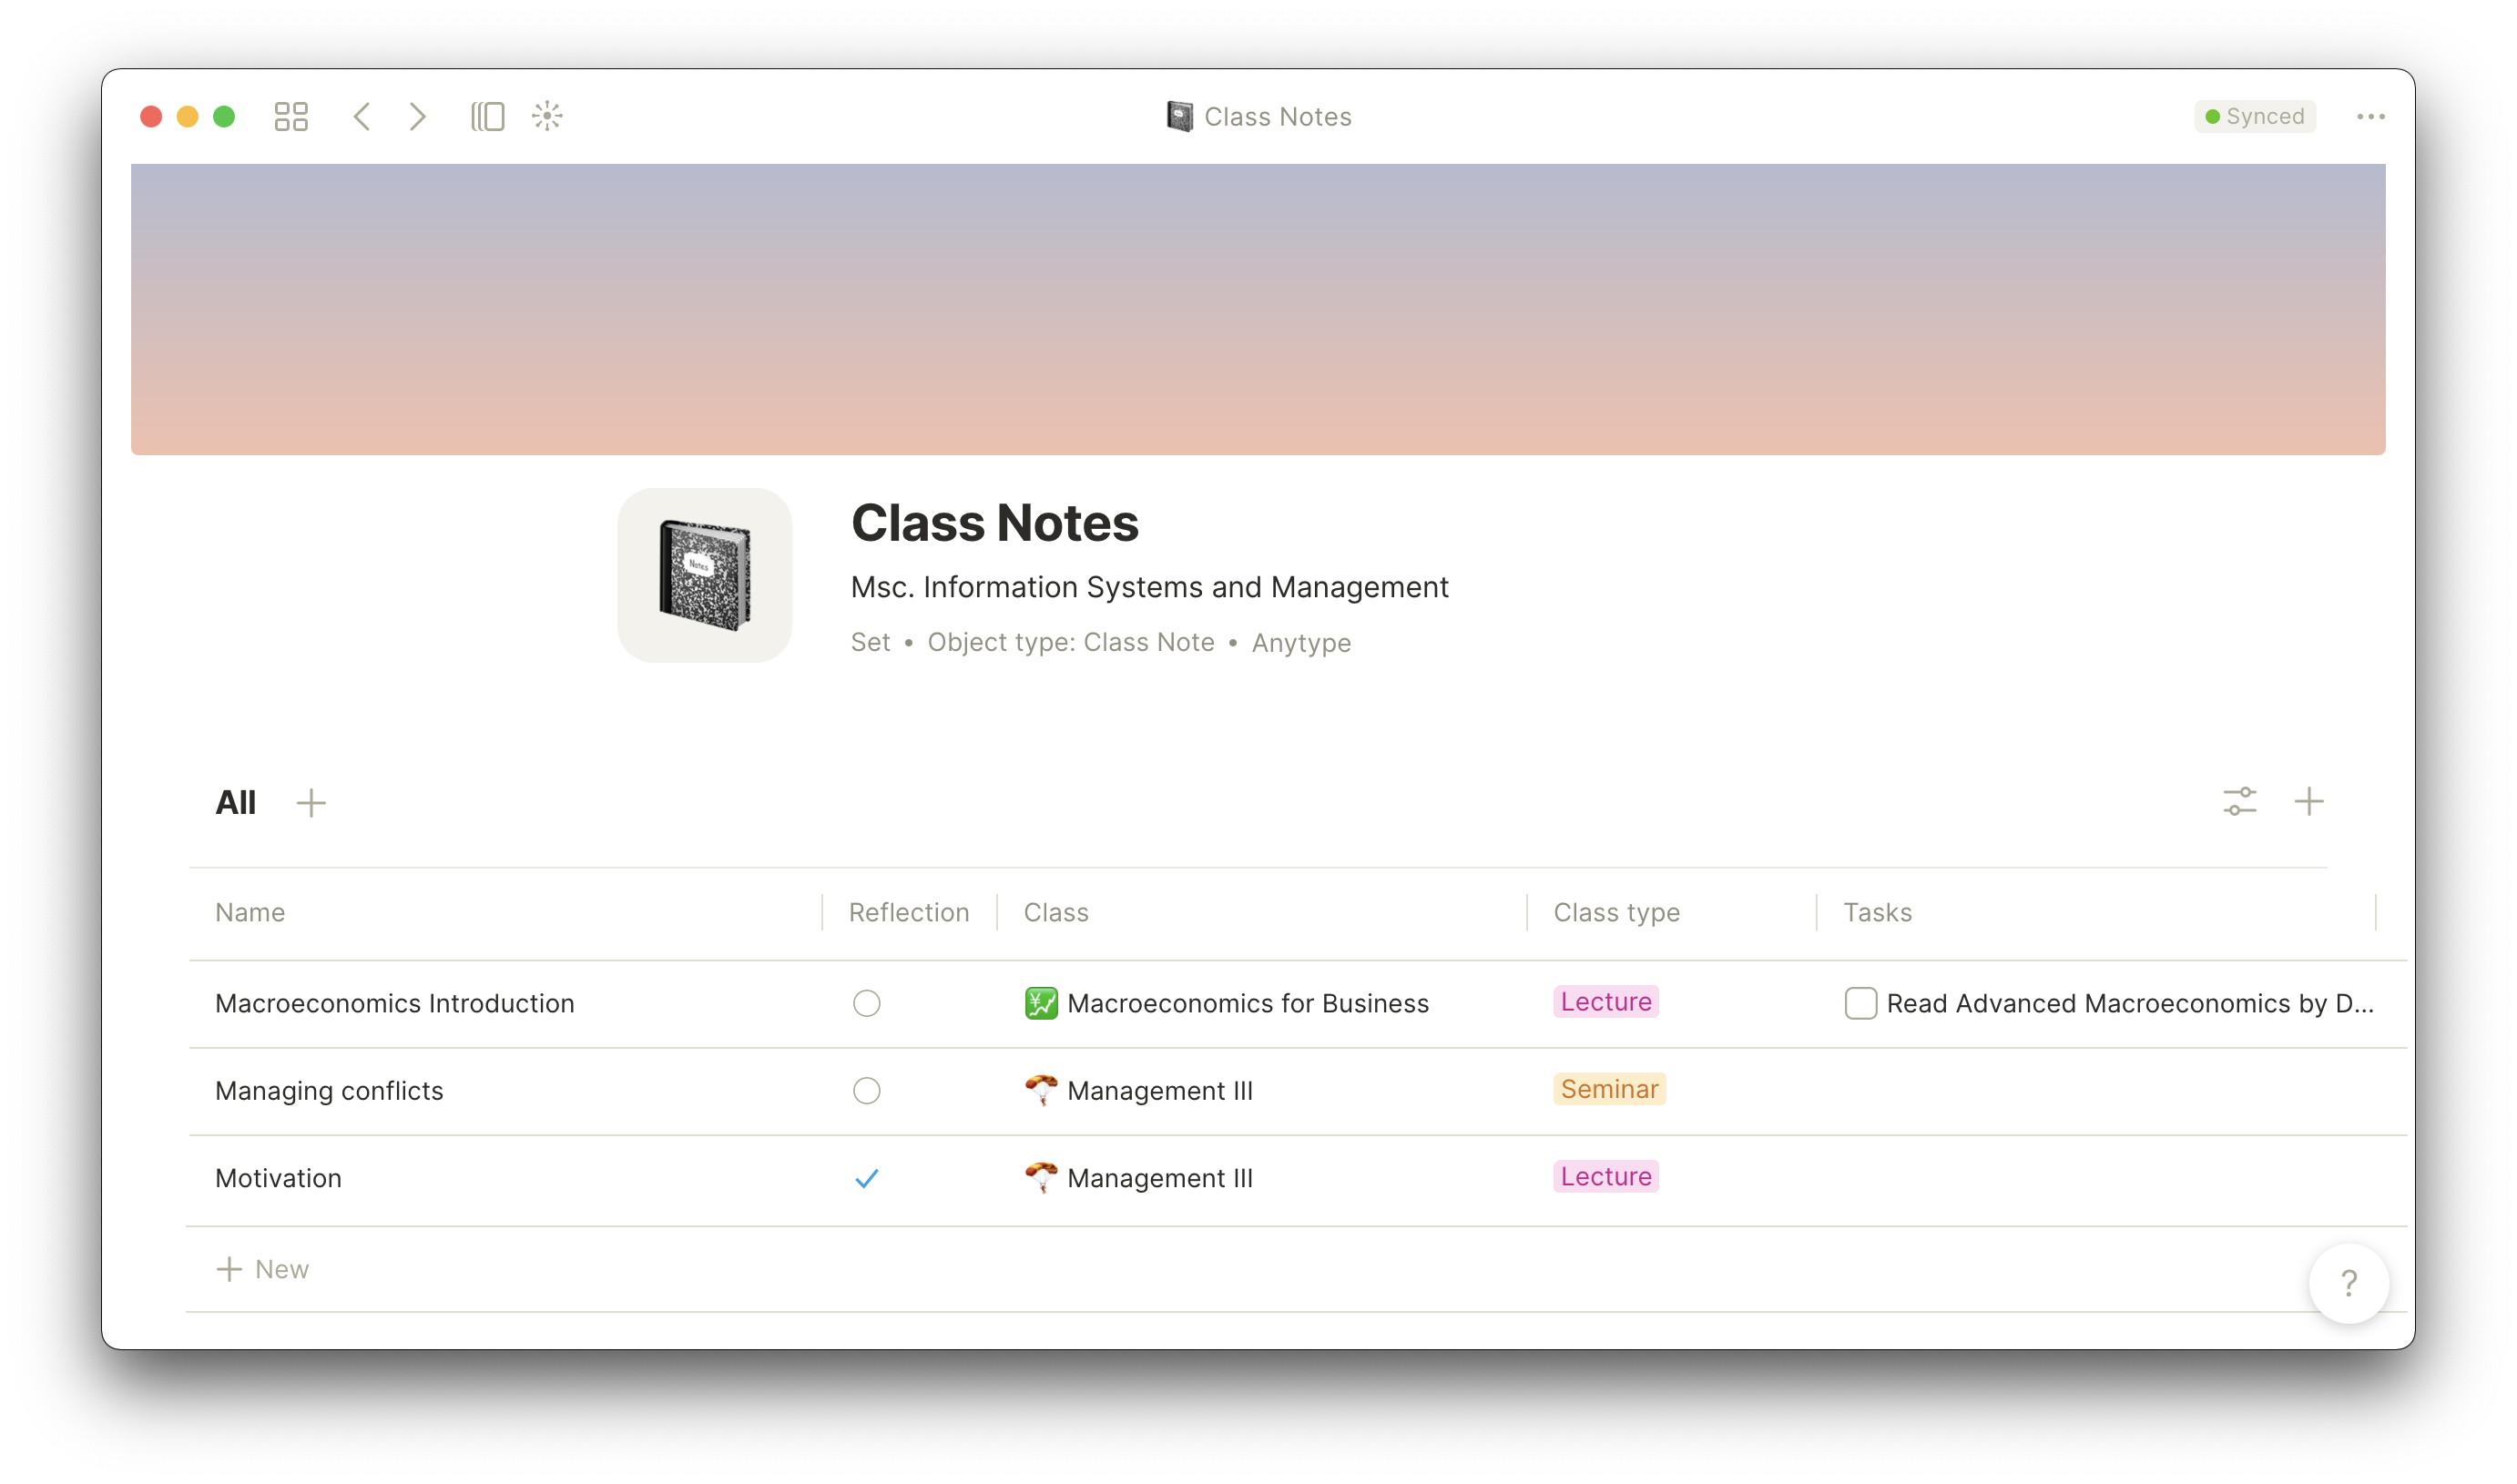 Class Notes
Synced
Class Notes
Msc. Information Systems and Management
Set • Object type: Class Note • Anytype
All
Name Reflection Class Class type Tasks
Macroeconomics Introduction Macroeconomics for Business Lecture Read Advanced Macroeconomics by D...
Managing conflicts Management III Seminar
Motivation Management III Lecture
New
?
Notes